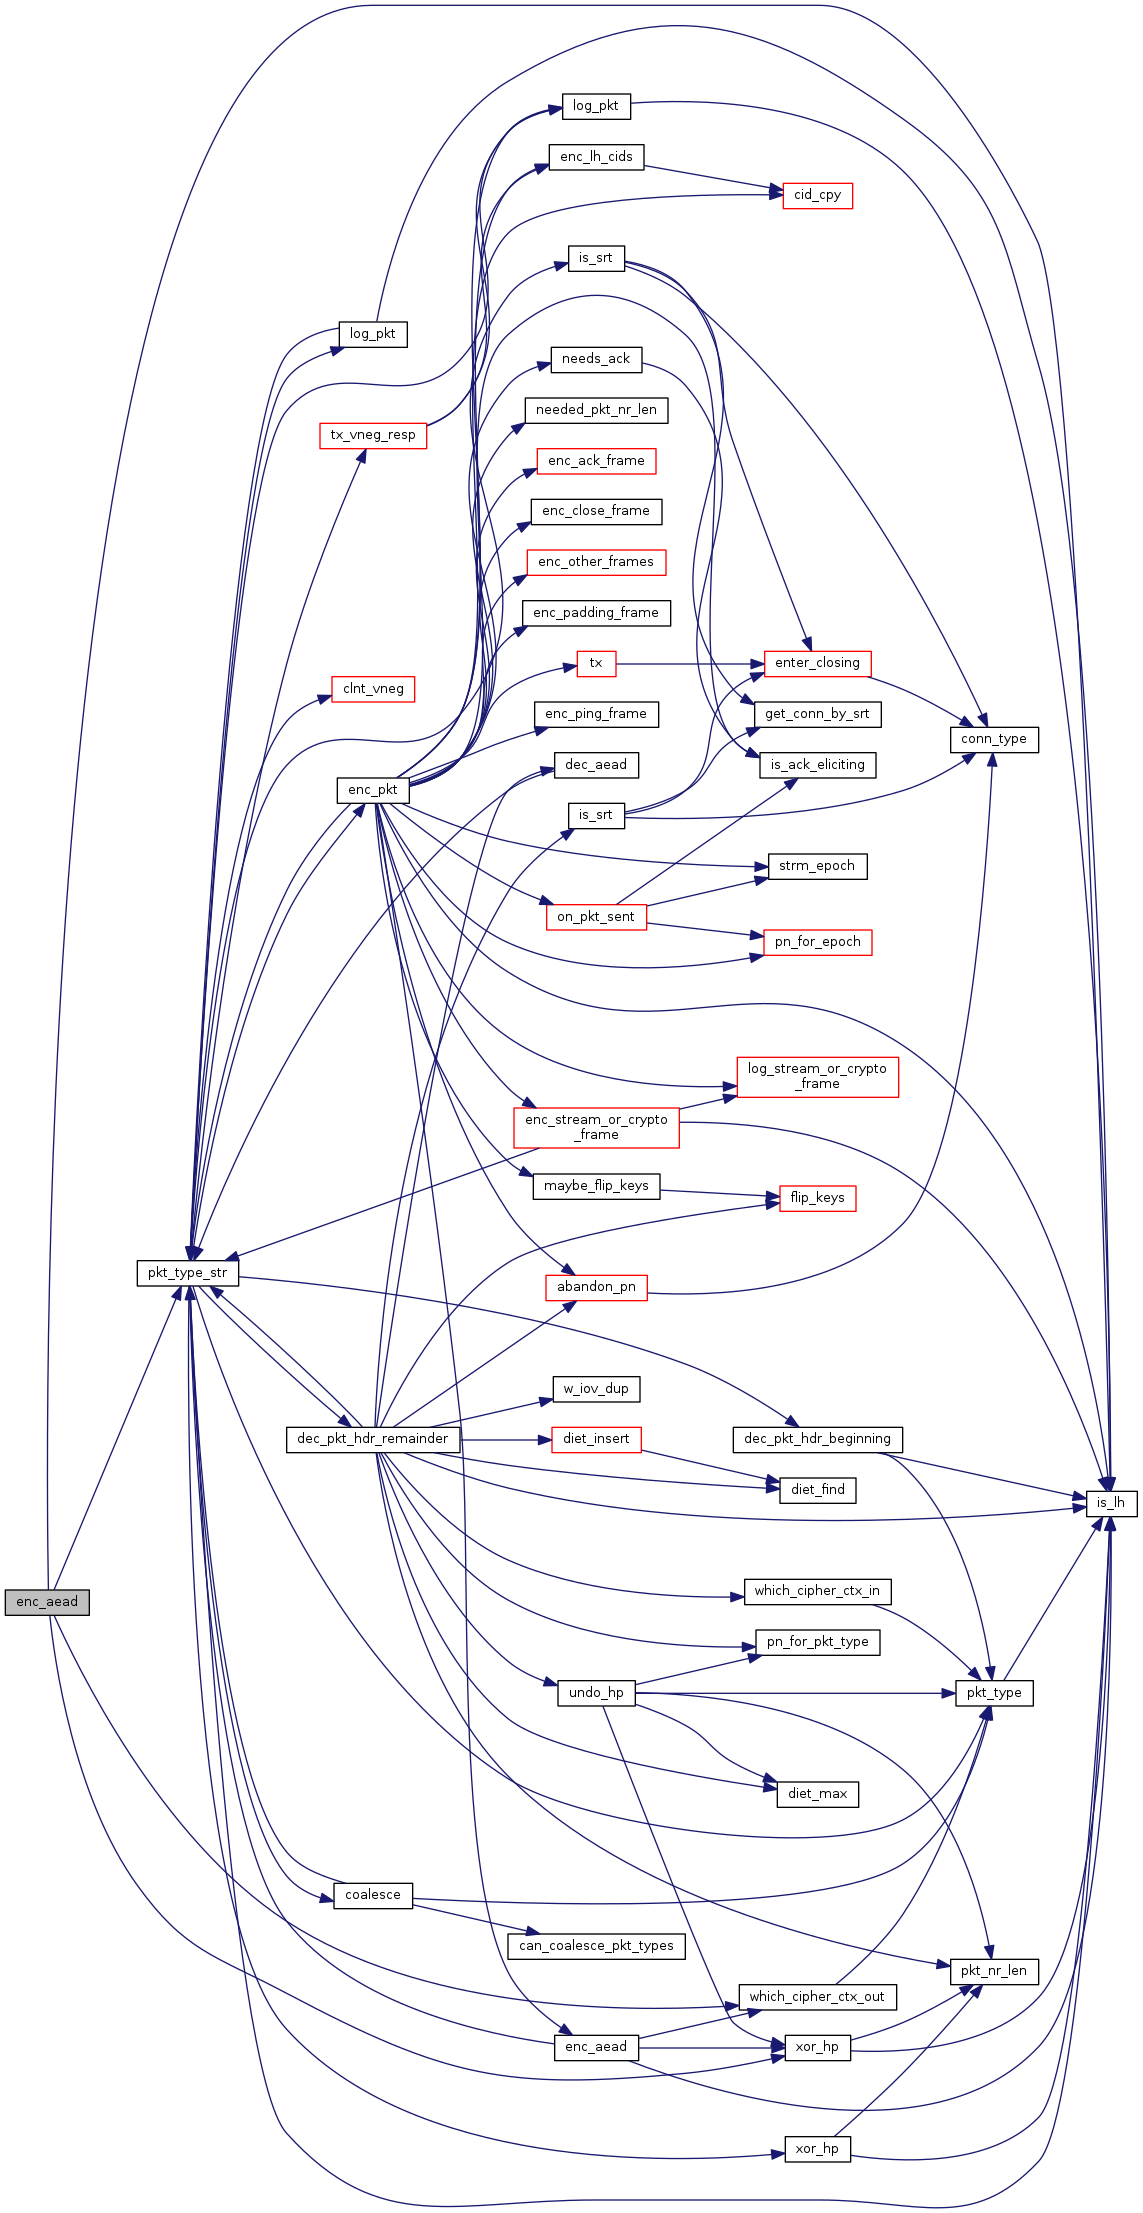 log_pkt
enc_lh_cids
cid_cpy
is_srt
log_pkt
needs_ack
needed_pkt_nr_len
tx_vneg_resp
enc_ack_frame
enc_close_frame
enc_other_frames
enc_padding_frame
tx
enter_closing
clnt_vneg
enc_ping_frame
get_conn_by_srt
conn_type
dec_aead
is_ack_eliciting
enc_pkt
is_srt
strm_epoch
on_pkt_sent
pn_for_epoch
log_stream_or_crypto
_frame
enc_stream_or_crypto
_frame
maybe_flip_keys
flip_keys
pkt_type_str
abandon_pn
w_iov_dup
dec_pkt_hdr_remainder
diet_insert
dec_pkt_hdr_beginning
diet_find
is_lh
enc_aead
which_cipher_ctx_in
pn_for_pkt_type
undo_hp
pkt_type
diet_max
coalesce
can_coalesce_pkt_types
pkt_nr_len
which_cipher_ctx_out
enc_aead
xor_hp
xor_hp